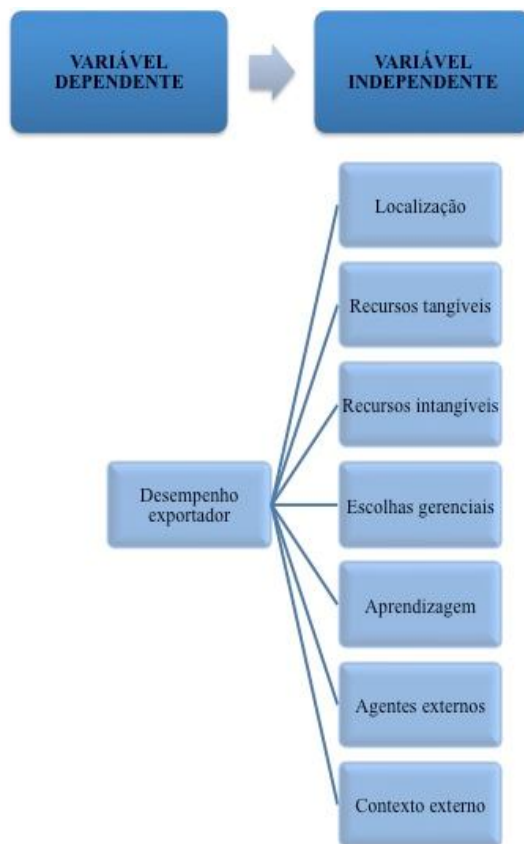 VARIÁVEL
DEPENDENTE
VARIÁVEL
INDEPENDENTE
Localização
Recursos tangíveis
Recursos intangíveis
Desempenho
exportador
Escolhas gerenciais
Aprendizagem
Agentes externos
Contexto externo